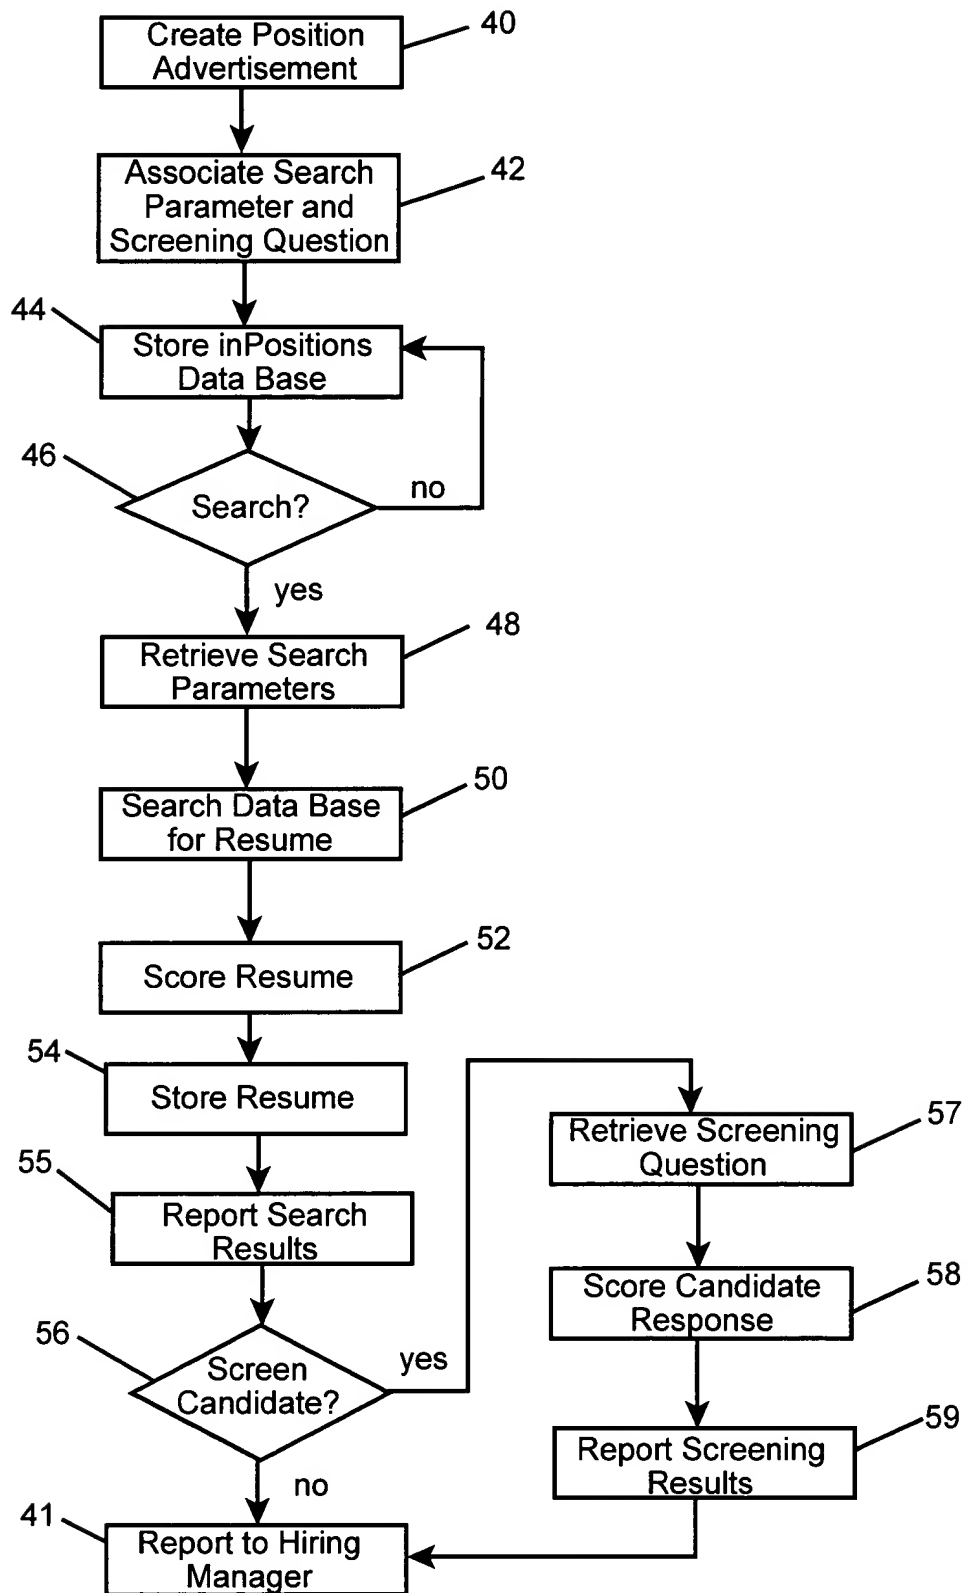 Create Position
Advertisement
40
Associate Search
Parameter and
Screening Question
42
44
Store inPositions
Data Base
46
Search?
no
yes
Retrieve Search
Parameters
48
Search Data Base
for Resume
50
Score Resume
52
54
Store Resume
55
Report Search
Results
56
Screen
Candidate?
yes
no
Retrieve Screening
Question
57
Score Candidate
Response
58
Report Screening
Results
59
41
Report to Hiring
Manager